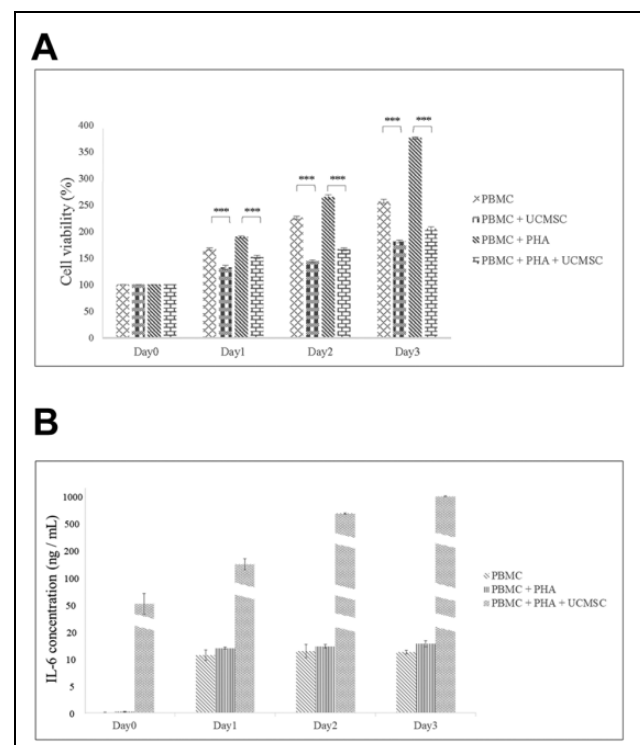 A
400
350
300
250
200
150
100
50
0
Cell viability (%)
*** *** *** *** *** ***
Day0 Day1 Day2 Day3
PBMC
PBMC + UCMSC
PBMC + PHA
PBMC + PHA + UCMSC
B
1000
500
200
100
50
20
10
5
0
IL-6 concentration (ng / mL)
Day0 Day1 Day2 Day3
PBMC
PBMC + PHA
PBMC + PHA + UCMSC